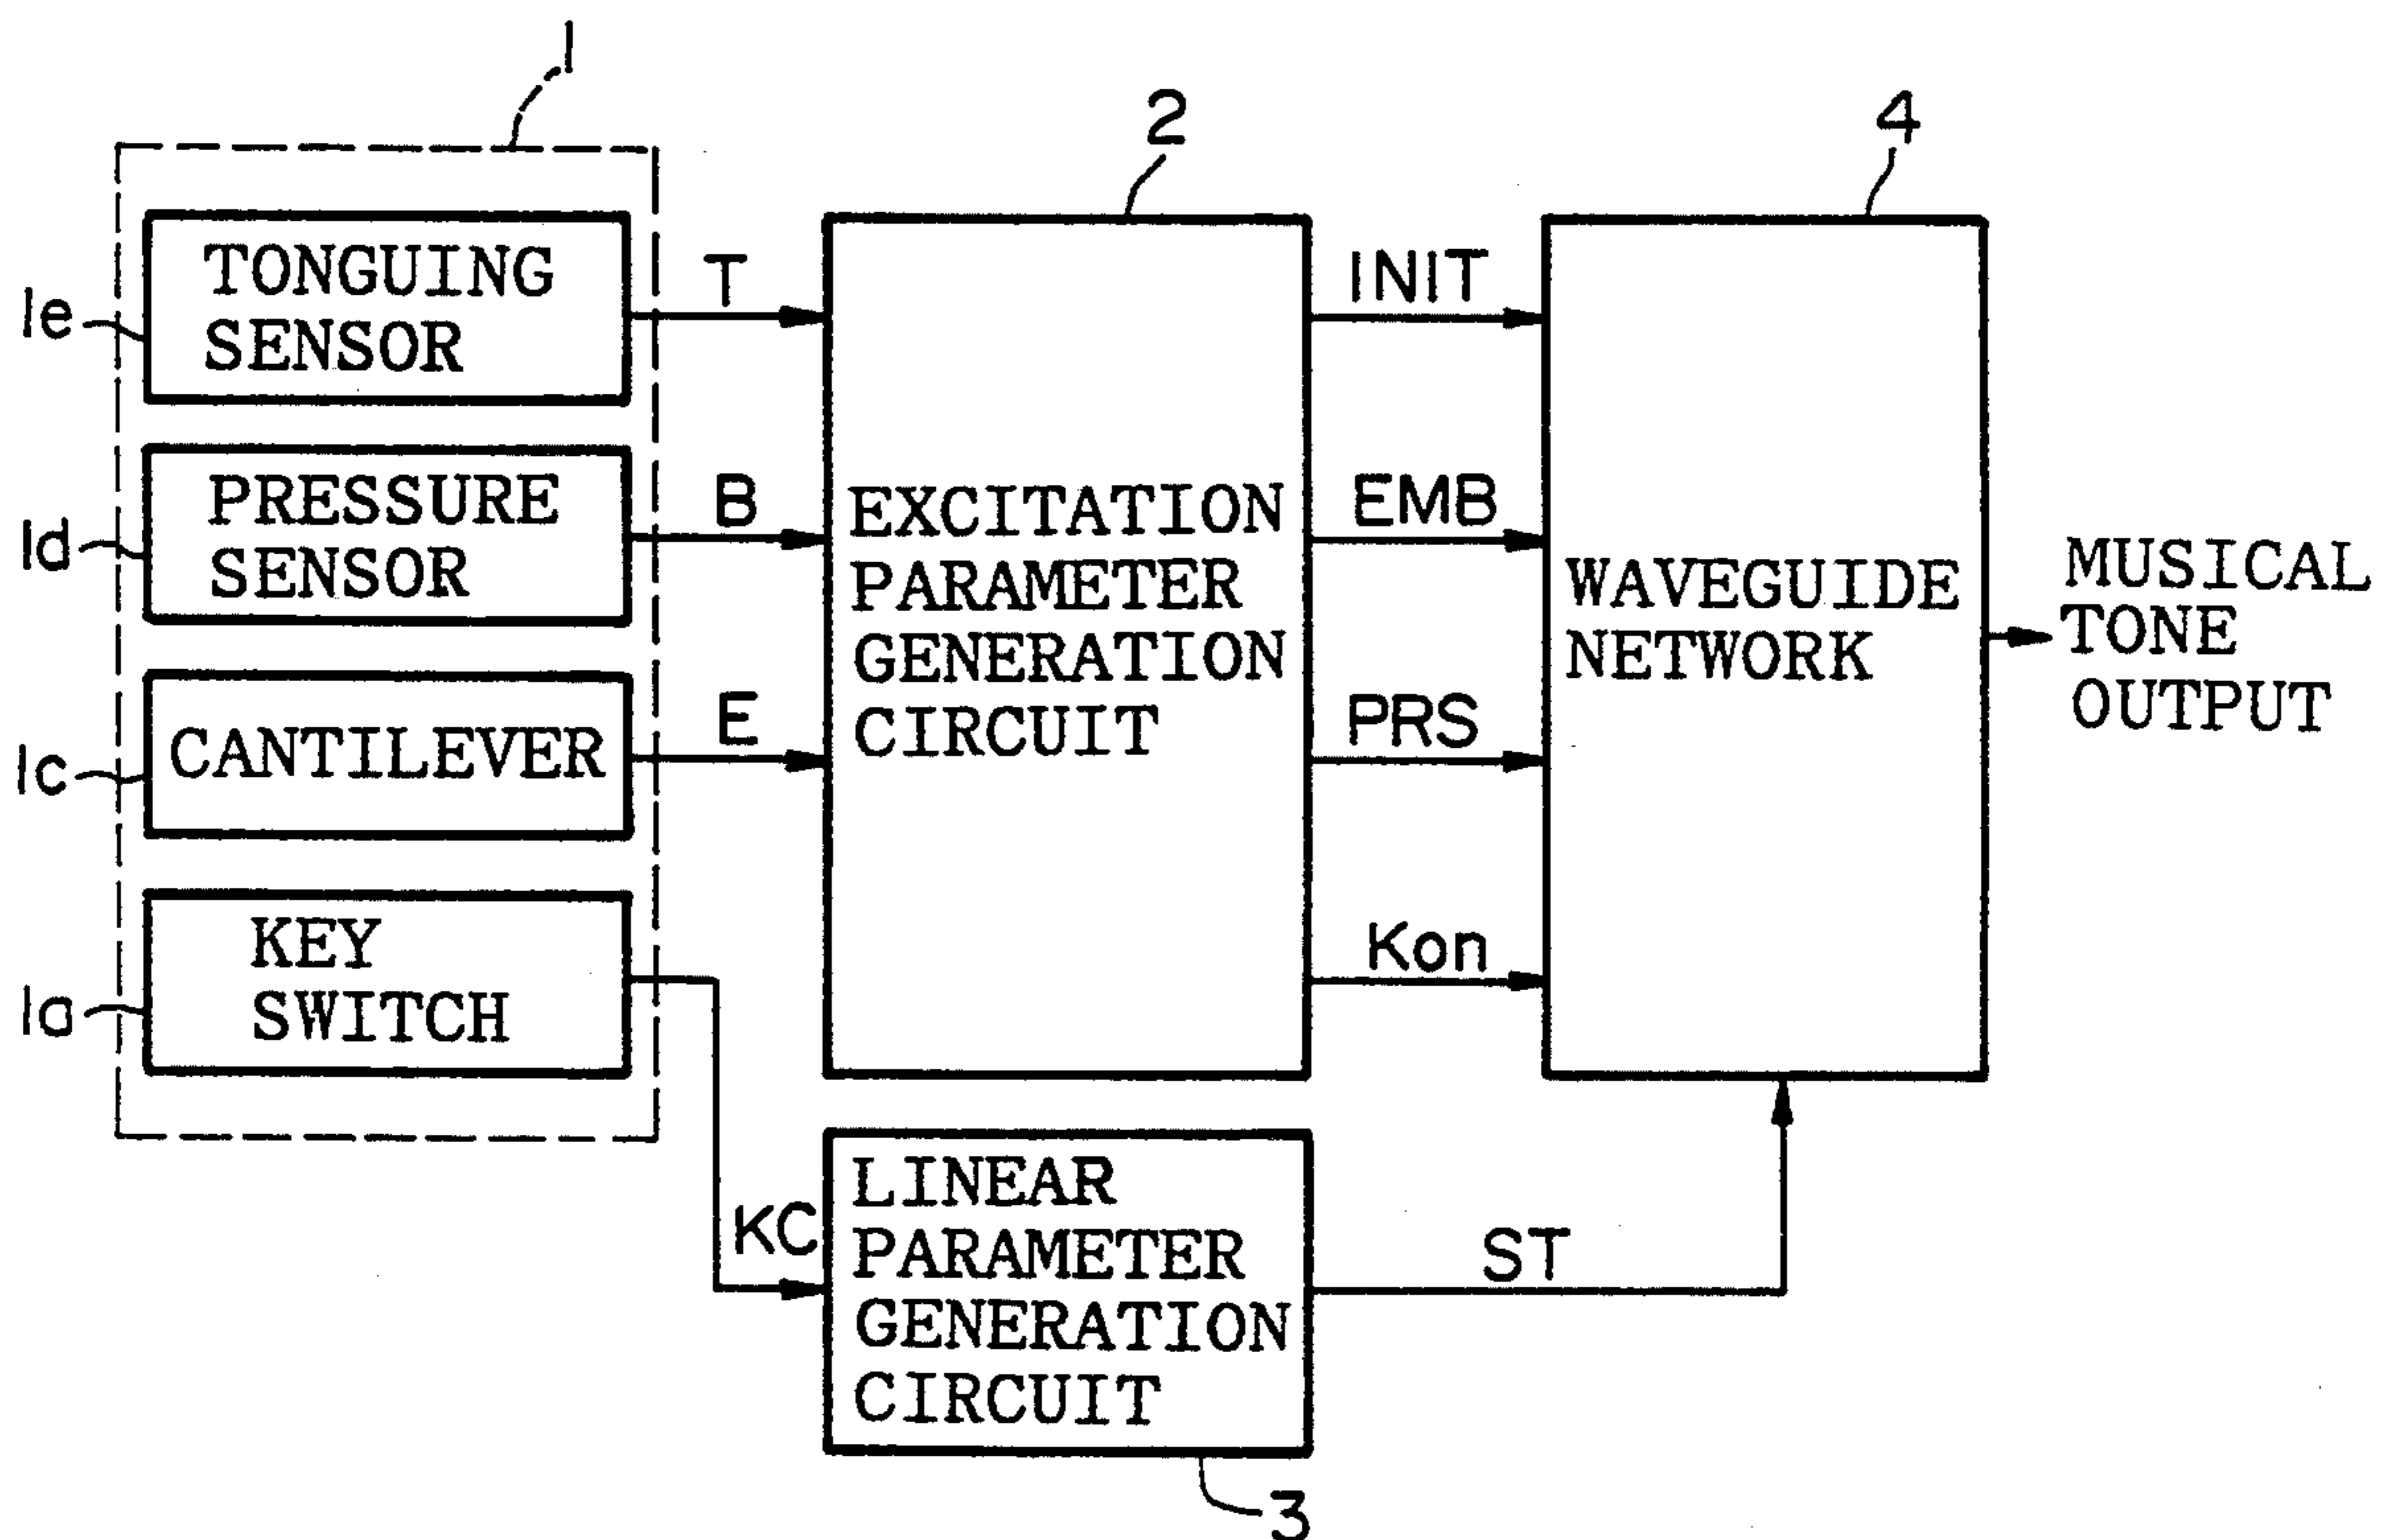 1
2
4
TONGUING
SENSOR
1e
T
INIT
PRESSURE
SENSOR
1d
B
EMB
EXCITATION
PARAMETER
GENERATION
CIRCUIT
WAVEGUIDE
NETWORK
MUSICAL
TONE
OUTPUT
CANTILEVER
1c
E
PRS
KEY
SWITCH
1a
Kon
KC
LINEAR
PARAMETER
GENERATION
CIRCUIT
ST
3